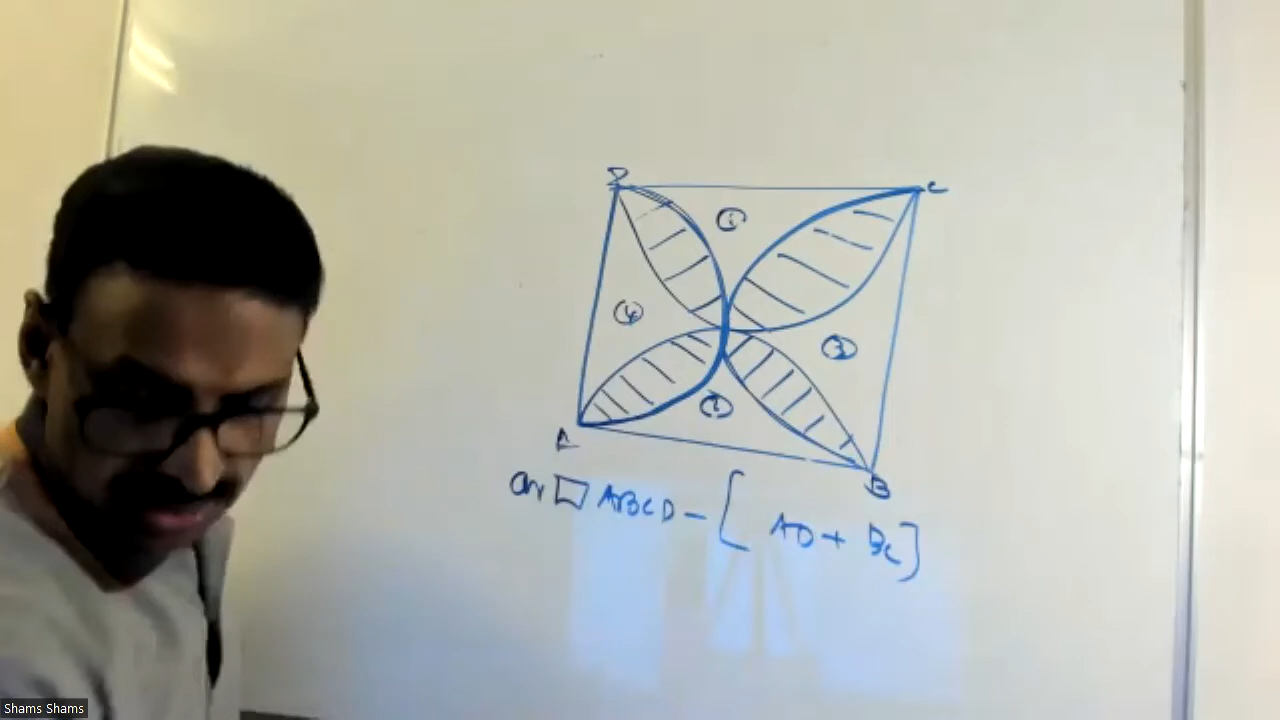 D C
①
④ ③
②
A
B
ar □ ABCD - [ AD + BC ]
Shams Shams